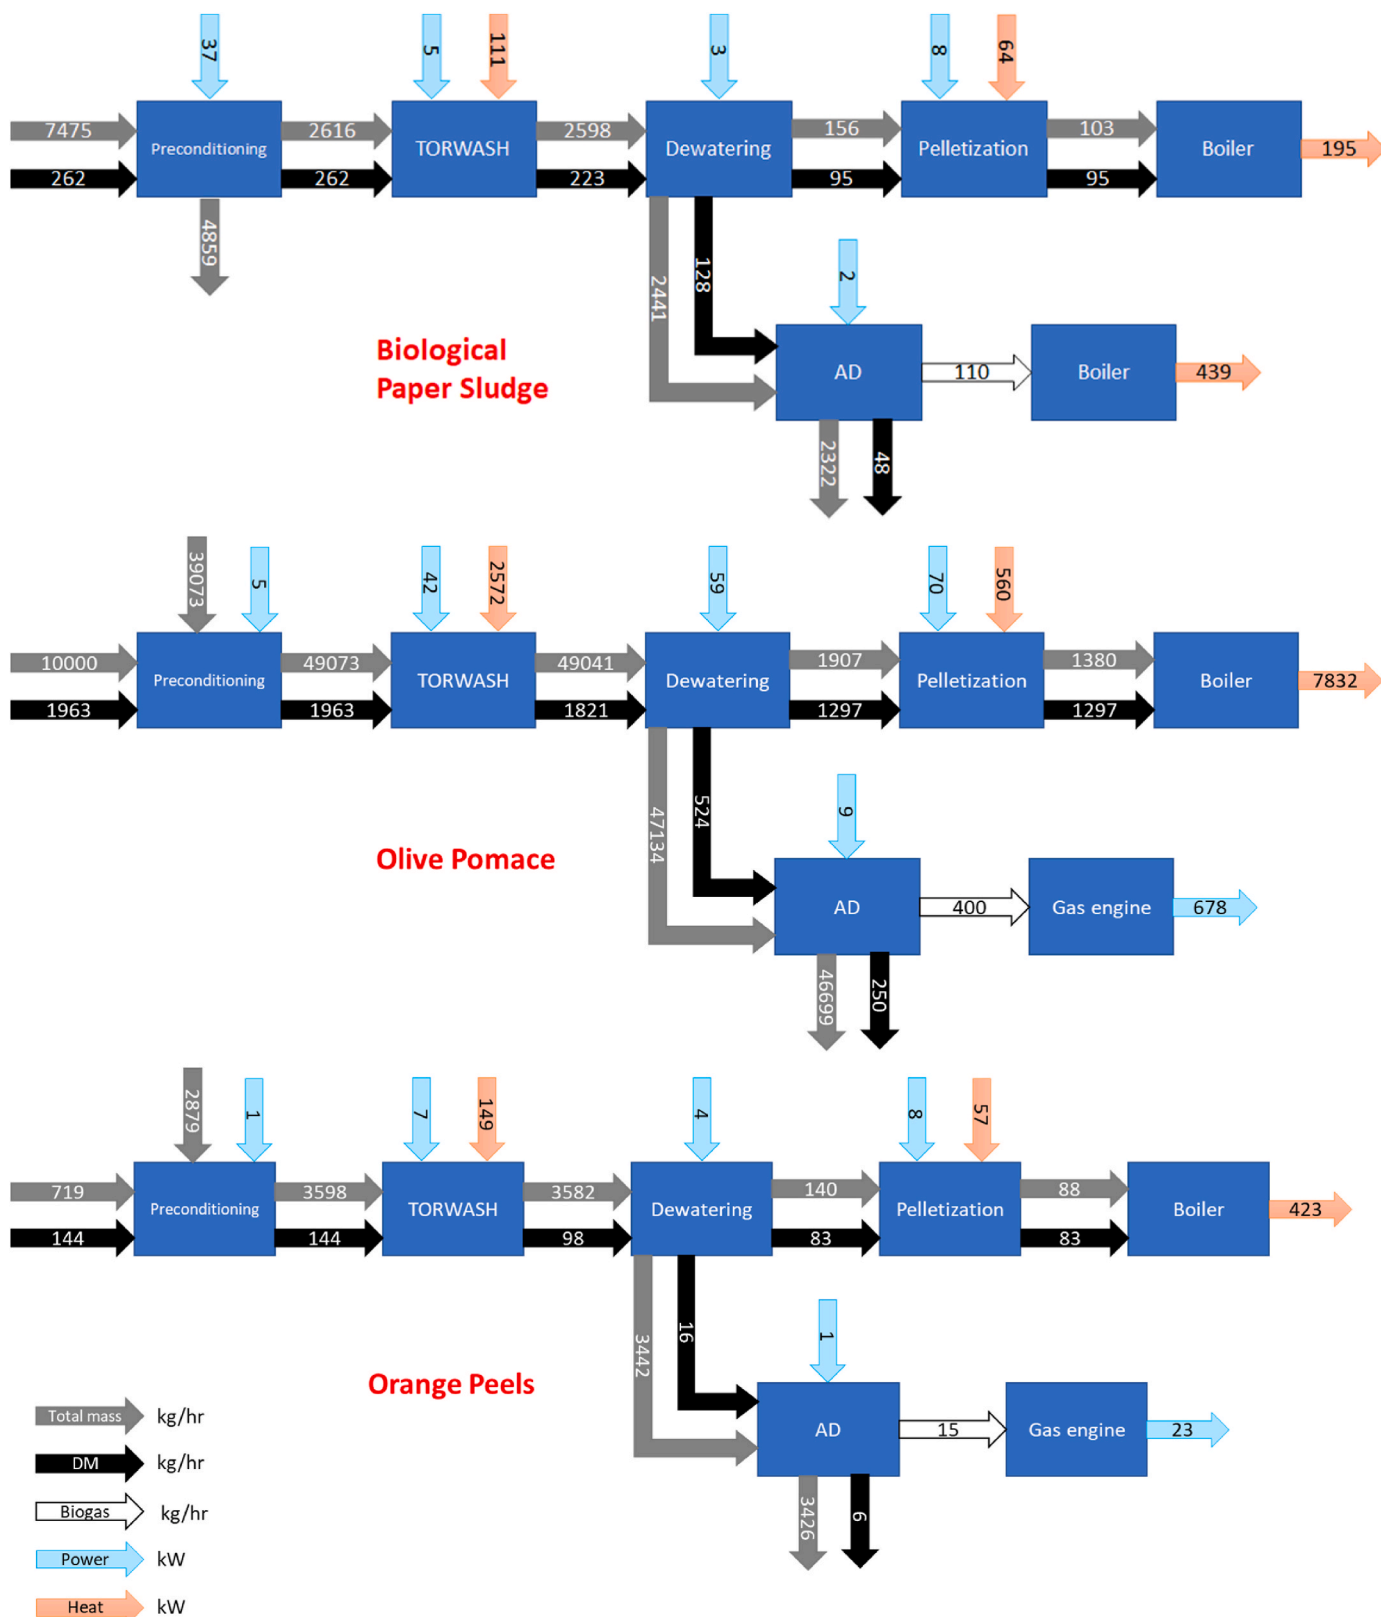 37
5
111
3
8
64
7475
2616
2598
156
103
Preconditioning
TORWASH
Dewatering
Pelletization
Boiler
195
262
262
223
95
95
4859
2441
128
2
Biological
Paper Sludge
AD
110
Boiler
439
2322
48
39073
5
42
2572
59
70
560
10000
49073
49041
1907
1380
Preconditioning
TORWASH
Dewatering
Pelletization
Boiler
7832
1963
1963
1821
1297
1297
47134
524
9
Olive Pomace
AD
400
Gas engine
678
46699
250
2879
1
7
149
4
8
57
719
3598
3582
140
88
Preconditioning
TORWASH
Dewatering
Pelletization
Boiler
423
144
144
98
83
83
3442
16
1
Orange Peels
AD
15
Gas engine
23
3426
6
Total mass kg/hr
DM kg/hr
Biogas kg/hr
Power kW
Heat kW